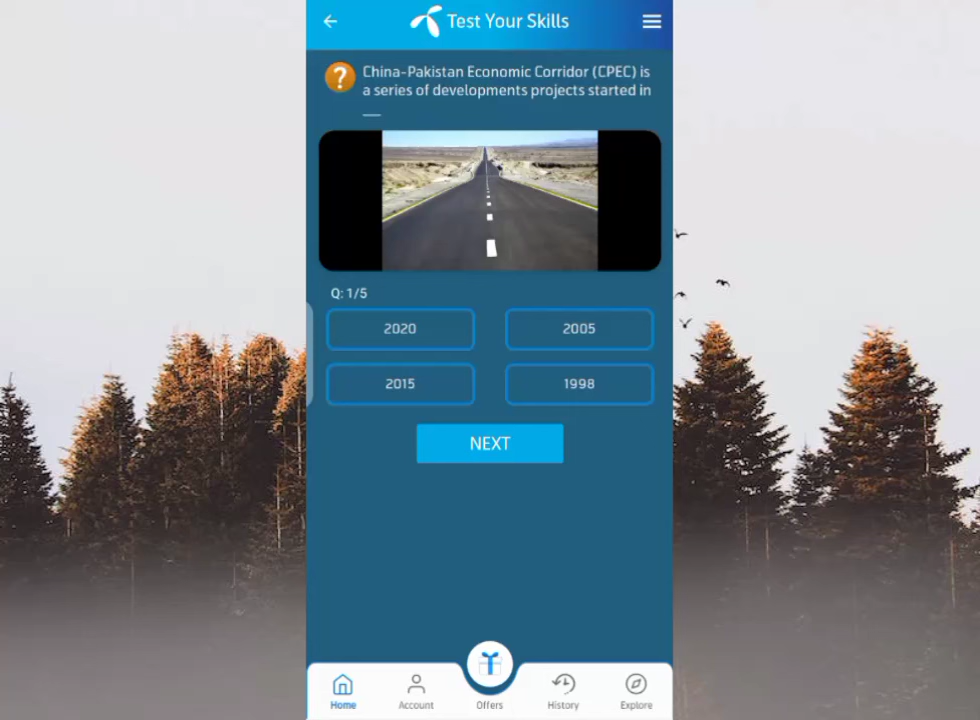 Test Your Skills
?
China-Pakistan Economic Corridor (CPEC) is
a series of developments projects started in
__
Q: 1/5
2020
2005
2015
1998
NEXT
Home
Account
Offers
History
Explore